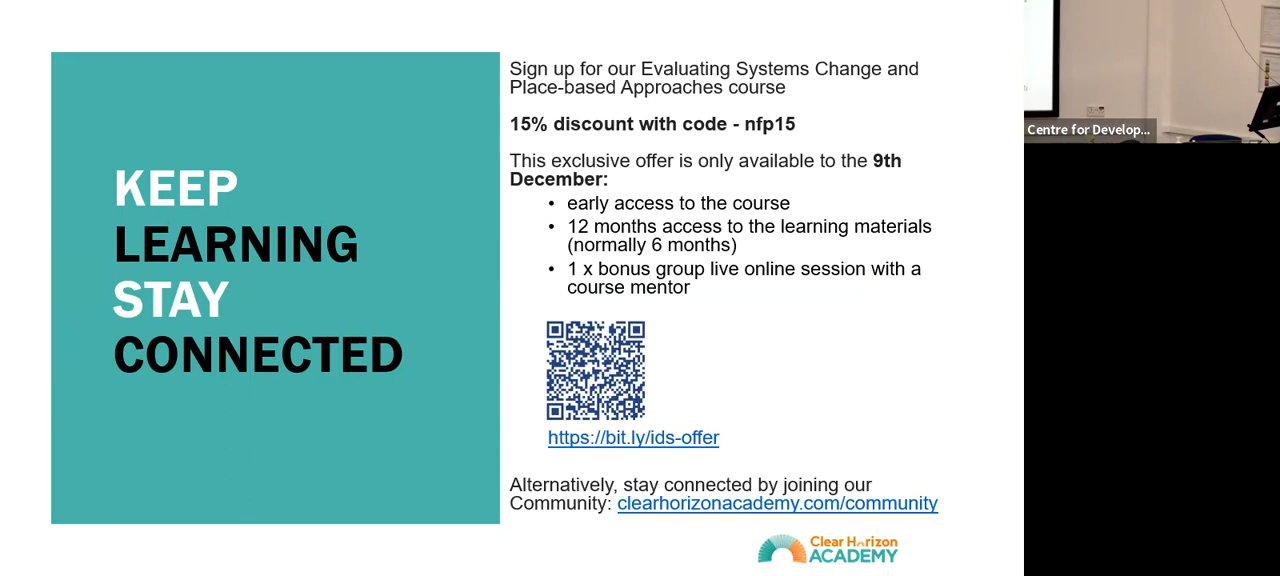 KEEP
LEARNING
STAY
CONNECTED
Sign up for our Evaluating Systems Change and
Place-based Approaches course
15% discount with code - nfp15
This exclusive offer is only available to the 9th
December:
• early access to the course
• 12 months access to the learning materials
(normally 6 months)
• 1 x bonus group live online session with a
course mentor
https://bit.ly/ids-offer
Alternatively, stay connected by joining our
Community: clearhorizonacademy.com/community
Clear Horizon
ACADEMY
Centre for Develop...